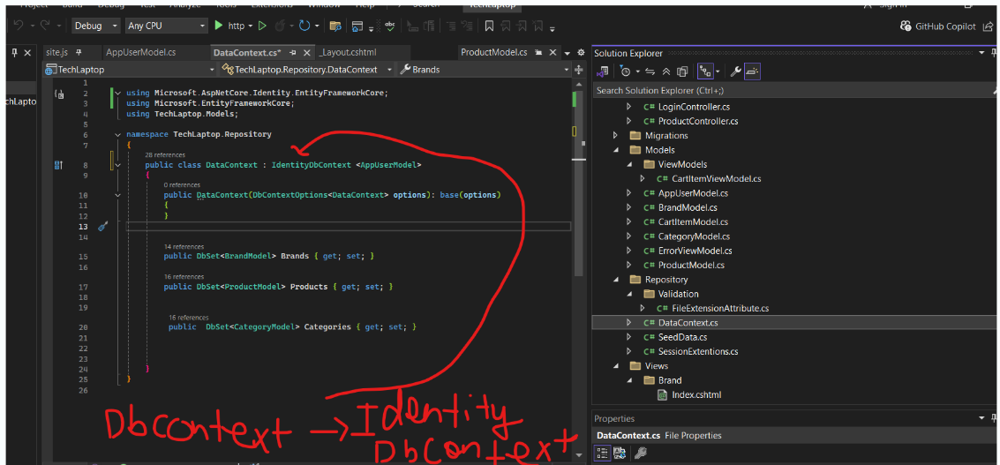 Debug
Any CPU
http
GitHub Copilot
site.js
AppUserModel.cs
DataContext.cs*
_Layout.cshtml
ProductModel.cs
TechLaptop
TechLaptop.Repository.DataContext
Brands
1
2 using Microsoft.AspNetCore.Identity.EntityFrameworkCore;
3 using Microsoft.EntityFrameworkCore;
4 using TechLaptop.Models;
5
6 namespace TechLaptop.Repository
7 {
28 references
8 public class DataContext : IdentityDbContext <AppUserModel>
9 {
0 references
10 public DataContext(DbContextOptions<DataContext> options): base(options)
11 {
12 }
13
14
14 references
15 public DbSet<BrandModel> Brands { get; set; }
16
16 references
17 public DbSet<ProductModel> Products { get; set; }
18
19
16 references
20 public DbSet<CategoryModel> Categories { get; set; }
21
22
23
24 }
25 }
26
Dbcontext → Identity
DbContext
Solution Explorer
Search Solution Explorer (Ctrl+;)
C# LoginController.cs
C# ProductController.cs
Migrations
Models
ViewModels
C# CartItemViewModel.cs
C# AppUserModel.cs
C# BrandModel.cs
C# CartItemModel.cs
C# CategoryModel.cs
C# ErrorViewModel.cs
C# ProductModel.cs
Repository
Validation
C# FileExtensionAttribute.cs
C# DataContext.cs
C# SeedData.cs
C# SessionExtentions.cs
Views
Brand
Index.cshtml
Properties
DataContext.cs File Properties